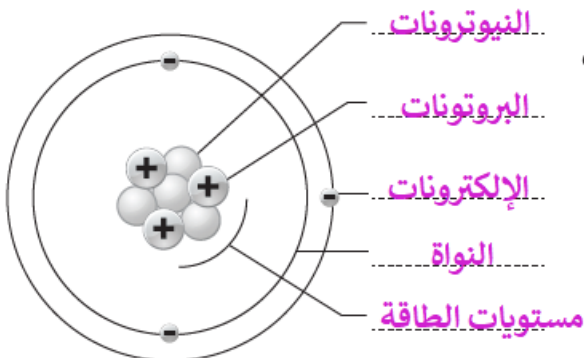 النيوترونات
البروتونات
الإلكترونات
النواة
مستويات الطاقة
+
+
+
-
-
-